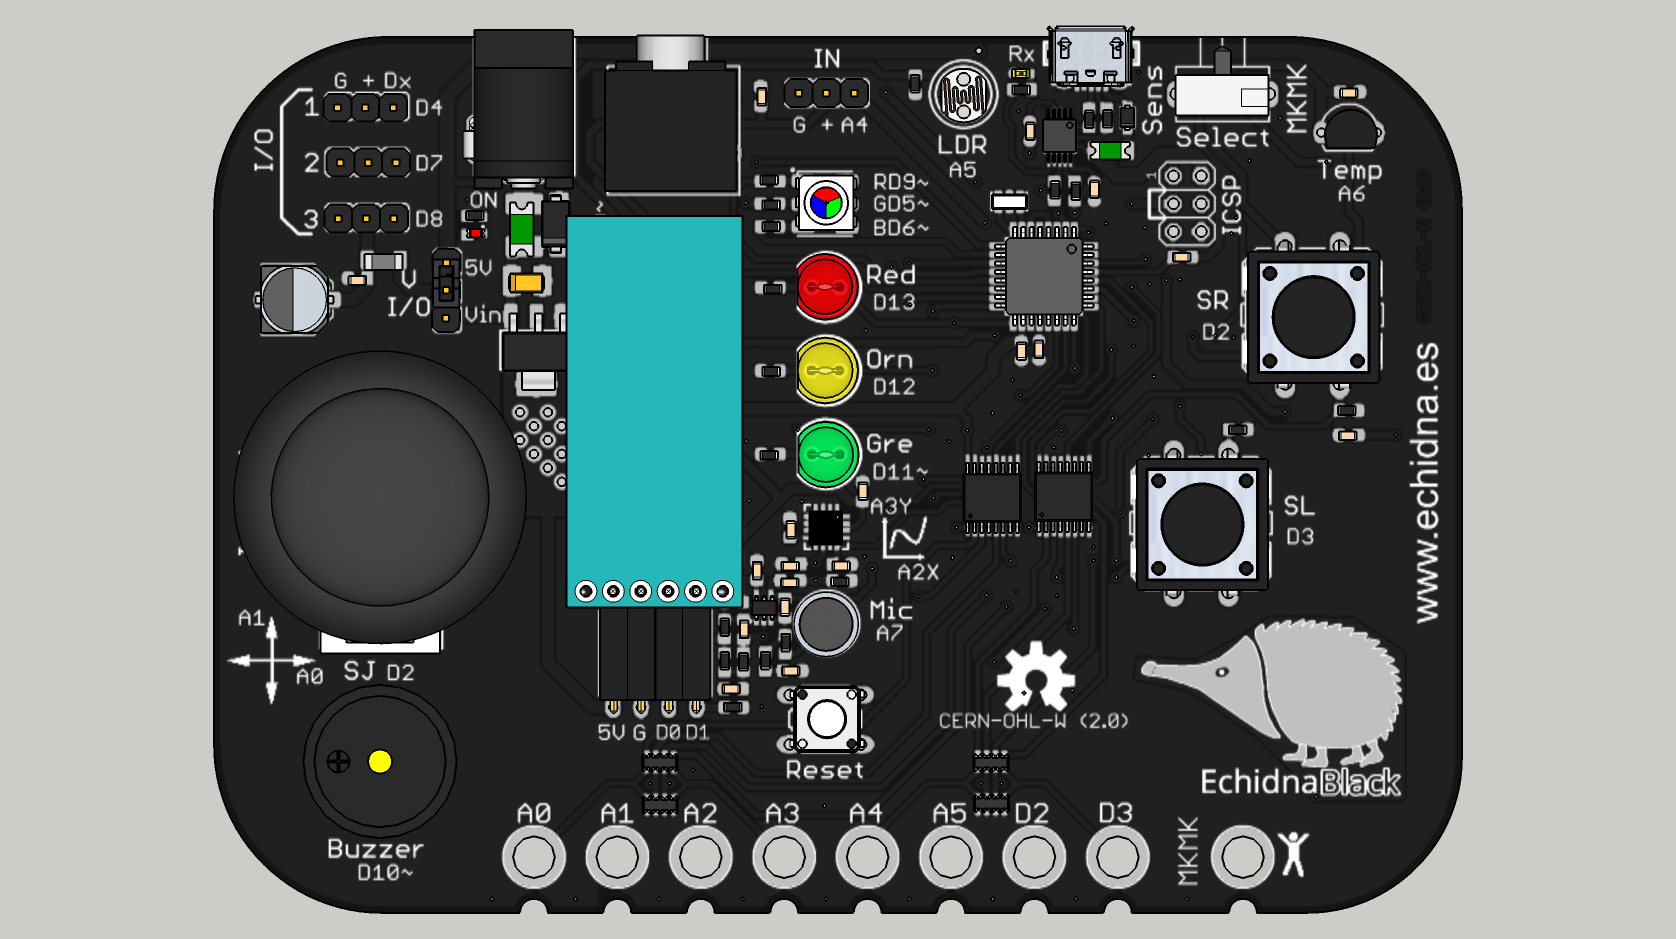 G + Dx
I/O
1
D4
2
D7
3
D8
ON
V I/O
5V
Vin
IN
G + A4
RD9~
GD5~
BD6~
Red
D13
Orn
D12
Gre
D11~
A3Y
A2X
Mic
A7
Reset
LDR
A5
Rx
Sens
MKMK
Select
Temp
A6
1
ICSP
SR
D2
SL
D3
www.echidna.es
CERN-OHL-W (2.0)
EchidnaBlack
A1
A0
SJ D2
Buzzer
D10~
5V G D0 D1
A0 A1 A2 A3 A4 A5 D2 D3
MKMK